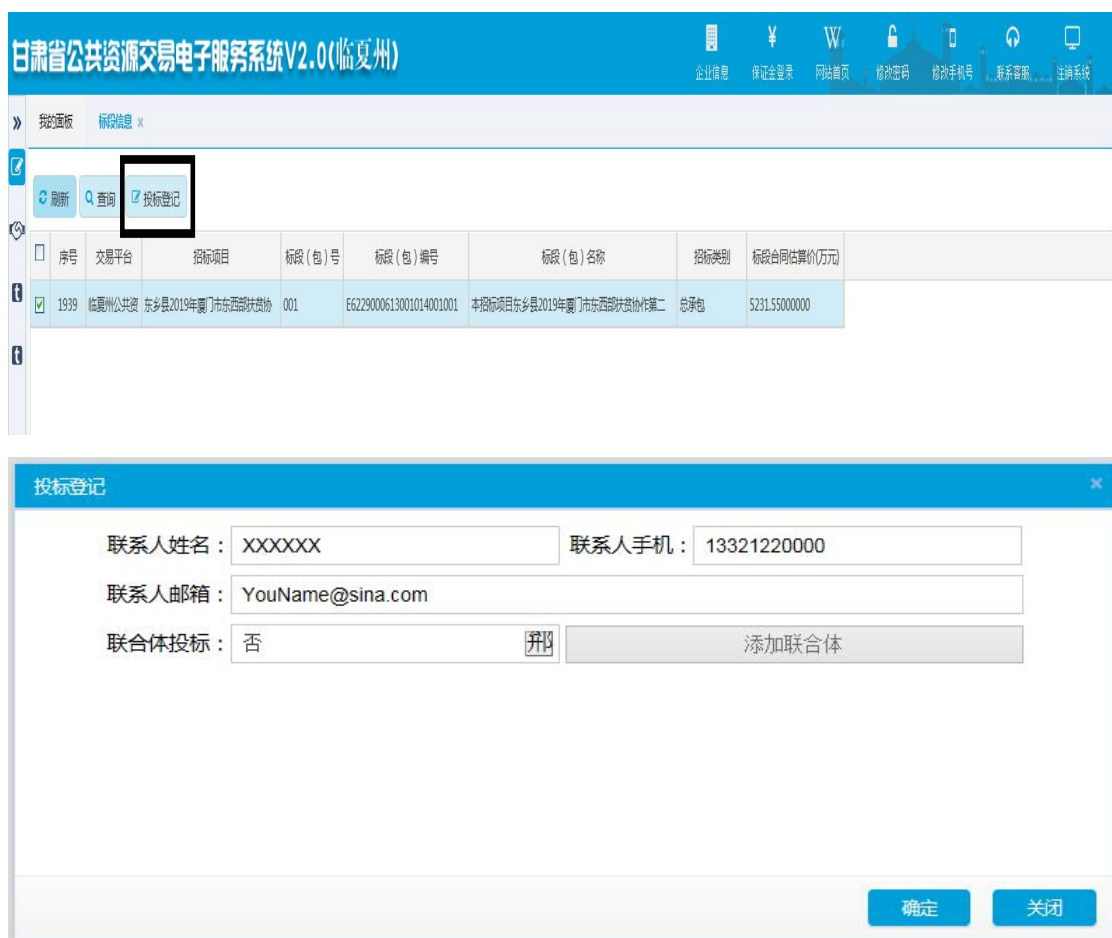 甘肃省公共资源交易电子服务系统V2.0(临夏州)
企业信息 保证金登录 网站首页 修改密码 修改手机号 联系客服 注销系统
我的面板 标段信息 ×
刷新 查询 投标登记
序号 交易平台 招标项目 标段(包)号 标段(包)编号 标段(包)名称 招标类别 标段合同估算价(万元)
1939 临夏州公共资 东乡县2019年厦门市东西部扶贫协 001 E6229000613001014001001 本招标项目东乡县2019年厦门市东西部扶贫协作第二 总承包 5231.55000000
投标登记 ×
联系人姓名: XXXXXX 联系人手机: 13321220000
联系人邮箱: YouName@sina.com
联合体投标: 否 添加联合体
确定 关闭